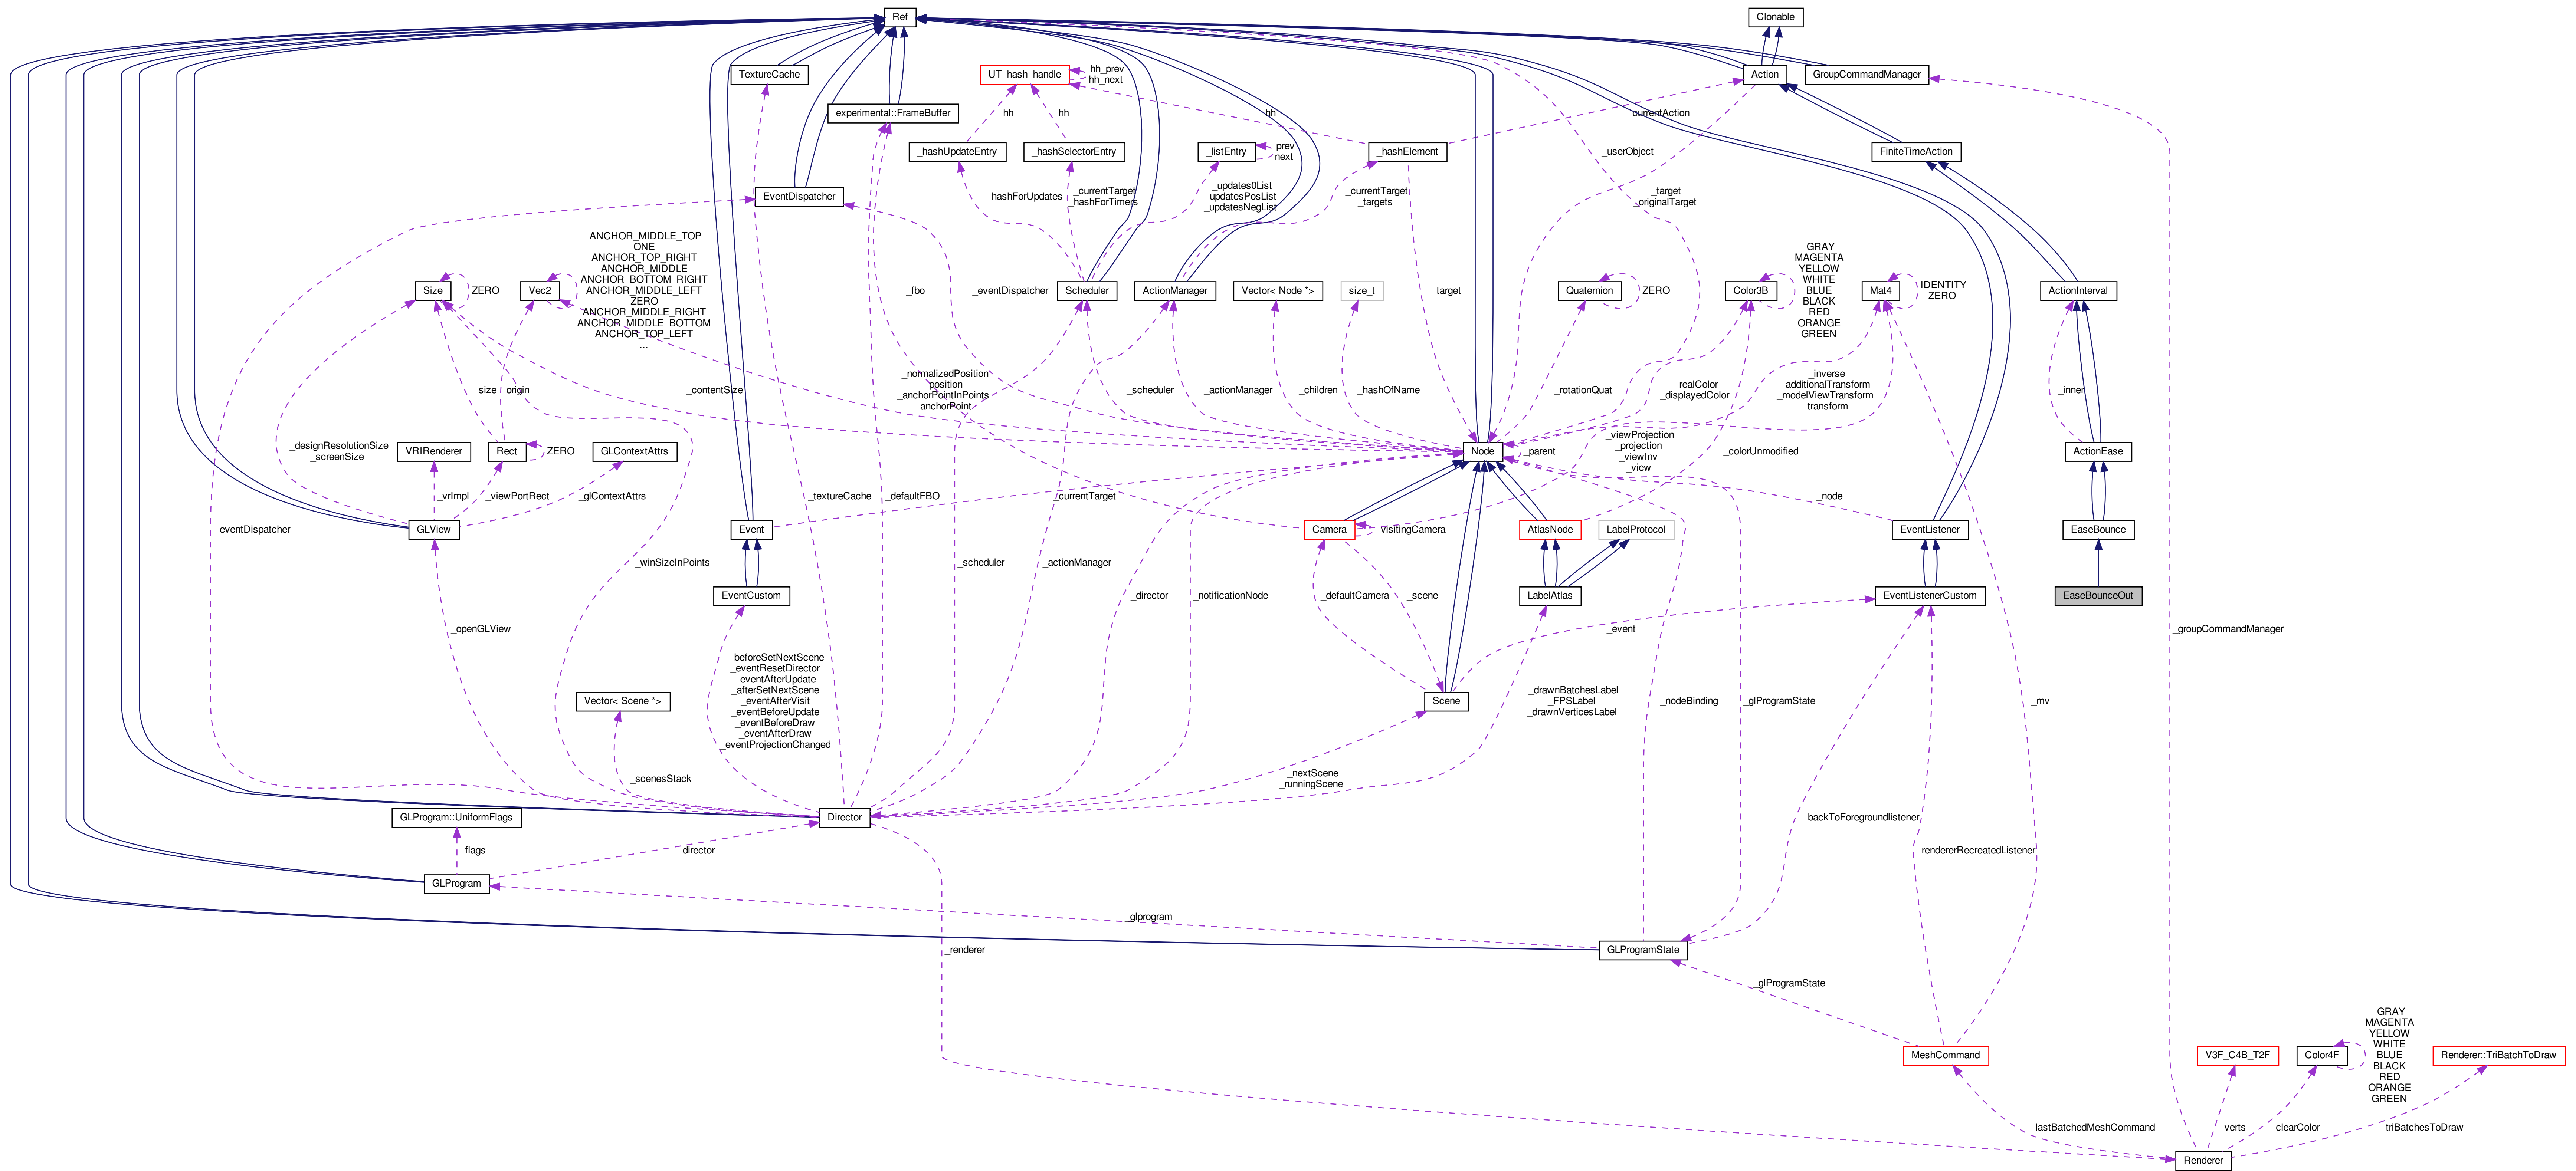 Ref
Clonable
TextureCache
UT_hash_handle
hh_prev
hh_next
Action
GroupCommandManager
experimental::FrameBuffer
hh
hh
hh
currentAction
_hashUpdateEntry
_hashSelectorEntry
_listEntry
prev
next
_hashElement
_userObject
FiniteTimeAction
EventDispatcher
_hashForUpdates
_currentTarget
_hashForTimers
_updates0List
_updatesPosList
_updatesNegList
_currentTarget
_targets
_target
_originalTarget
ANCHOR_MIDDLE_TOP
ONE
ANCHOR_TOP_RIGHT
ANCHOR_MIDDLE
ANCHOR_BOTTOM_RIGHT
ANCHOR_MIDDLE_LEFT
ZERO
ANCHOR_MIDDLE_RIGHT
ANCHOR_MIDDLE_BOTTOM
ANCHOR_TOP_LEFT
...
GRAY
MAGENTA
YELLOW
WHITE
BLUE
BLACK
RED
ORANGE
GREEN
Size
ZERO
Vec2
_fbo
_eventDispatcher
Scheduler
ActionManager
Vector< Node *>
size_t
target
Quaternion
ZERO
Color3B
Mat4
IDENTITY
ZERO
ActionInterval
size
origin
_contentSize
_normalizedPosition
_position
_anchorPointInPoints
_anchorPoint
_scheduler
_actionManager
_children
_hashOfName
_rotationQuat
_realColor
_displayedColor
_inverse
_additionalTransform
_modelViewTransform
_transform
_inner
_designResolutionSize
_screenSize
VRIRenderer
Rect
ZERO
GLContextAttrs
Node
_parent
_viewProjection
_projection
_viewInv
_view
_colorUnmodified
ActionEase
_vrImpl
_viewPortRect
_glContextAttrs
_textureCache
_defaultFBO
_currentTarget
_node
_eventDispatcher
GLView
Event
Camera
_visitingCamera
AtlasNode
LabelProtocol
EventListener
EaseBounce
_winSizeInPoints
_scheduler
_actionManager
EventCustom
_director
_notificationNode
_defaultCamera
_scene
LabelAtlas
EventListenerCustom
EaseBounceOut
_openGLView
_event
_groupCommandManager
_beforeSetNextScene
_eventResetDirector
_eventAfterUpdate
_afterSetNextScene
_eventAfterVisit
_eventBeforeUpdate
_eventBeforeDraw
_eventAfterDraw
_eventProjectionChanged
Vector< Scene *>
Scene
_drawnBatchesLabel
_FPSLabel
_drawnVerticesLabel
_nodeBinding
_glProgramState
_mv
_scenesStack
_nextScene
_runningScene
GLProgram::UniformFlags
Director
_backToForegroundlistener
_flags
_director
_rendererRecreatedListener
GLProgram
_glprogram
_renderer
GLProgramState
_glProgramState
GRAY
MAGENTA
YELLOW
WHITE
BLUE
BLACK
RED
ORANGE
GREEN
MeshCommand
V3F_C4B_T2F
Color4F
Renderer::TriBatchToDraw
_lastBatchedMeshCommand
_verts
_clearColor
_triBatchesToDraw
Renderer